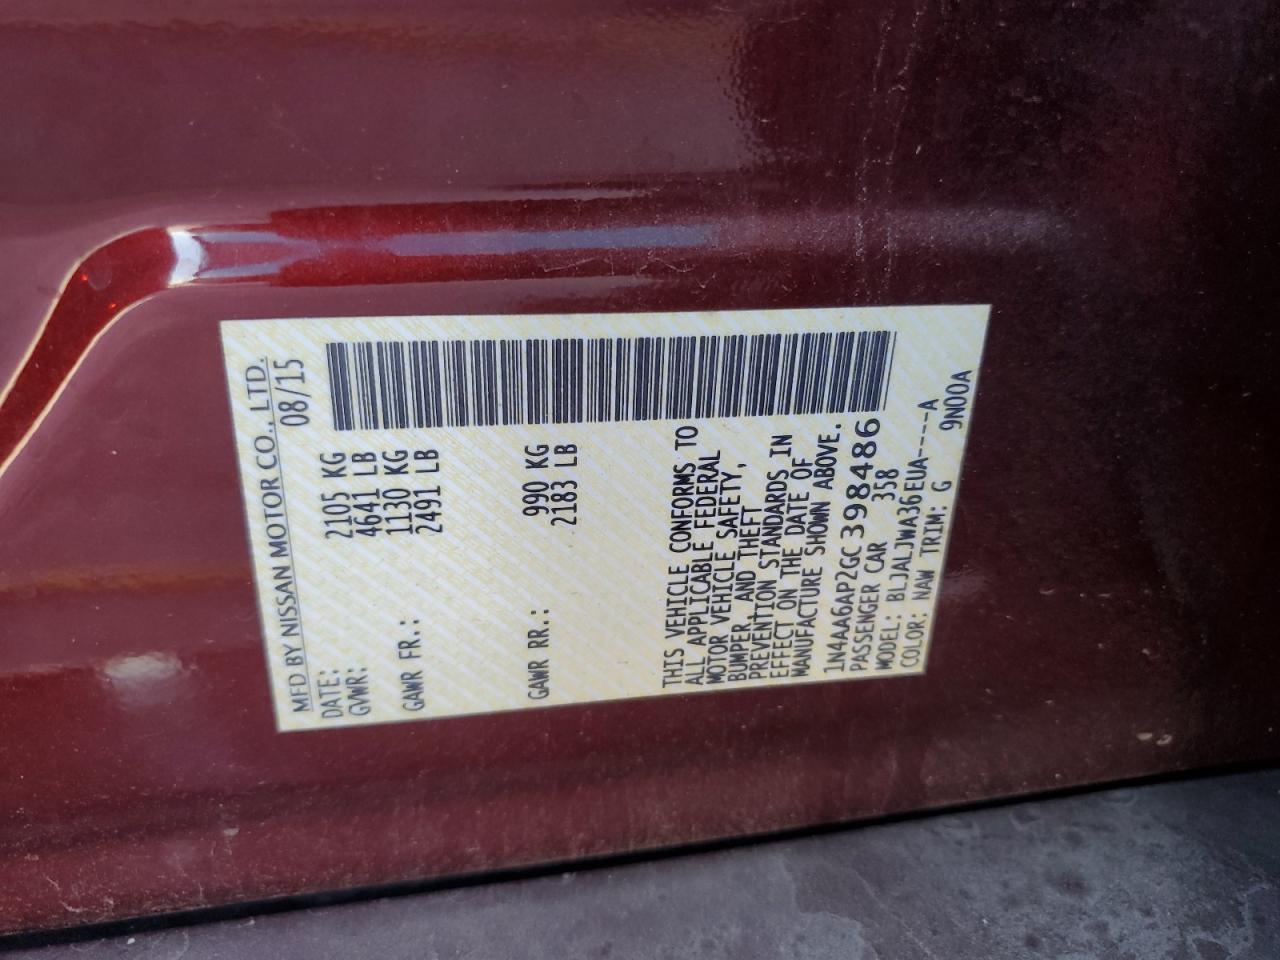 MFD BY NISSAN MOTOR CO., LTD.
DATE: 08/15
GVWR: 2105 KG
4641 LB
GAWR FR.: 1130 KG
2491 LB
GAWR RR.: 990 KG
2183 LB
THIS VEHICLE CONFORMS TO
ALL APPLICABLE FEDERAL
MOTOR VEHICLE SAFETY,
BUMPER, AND THEFT
PREVENTION STANDARDS IN
EFFECT ON THE DATE OF
MANUFACTURE SHOWN ABOVE.
1N4AA6AP2GC398486
PASSENGER CAR 358
MODEL: BLJALJWA36EUA-----A
COLOR: NAW TRIM: G 9N00A